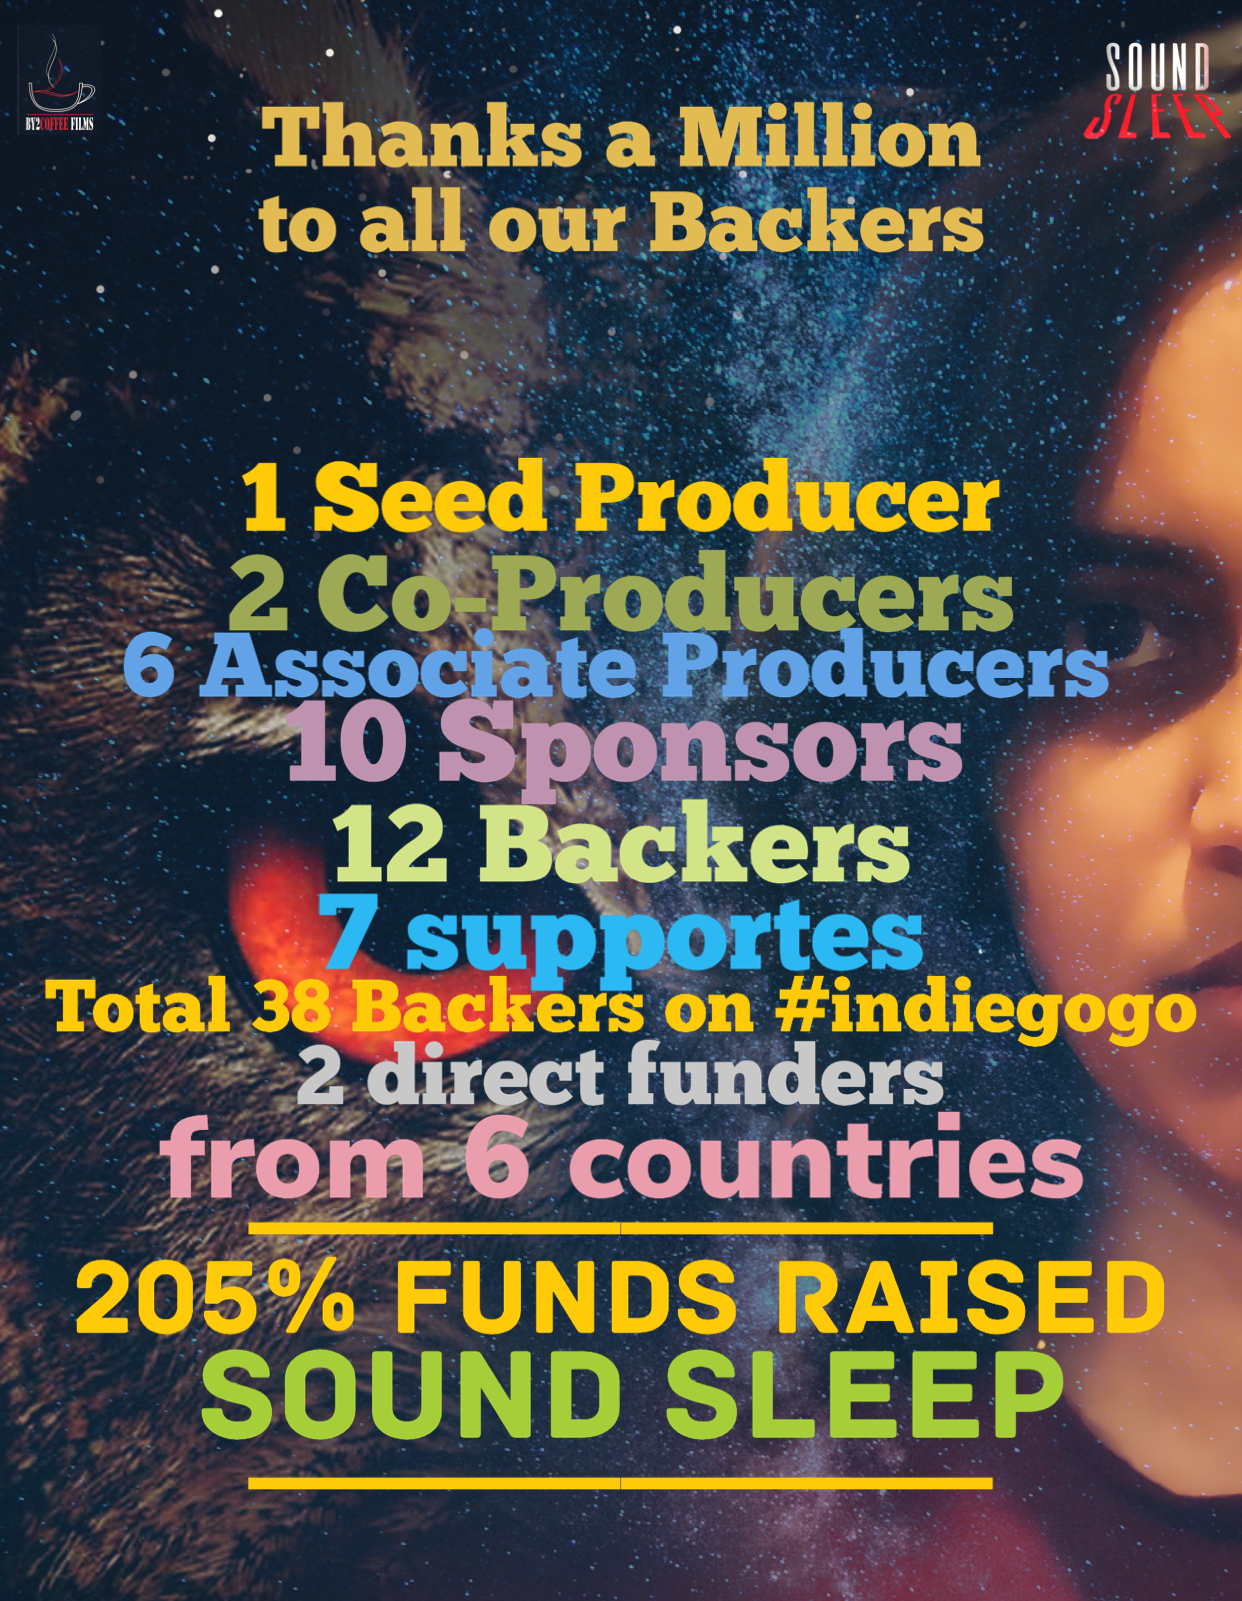 BY2COFFEE FILMS
SOUND
SLEEP
Thanks a Million
to all our Backers
1 Seed Producer
2 Co-Producers
6 Associate Producers
10 Sponsors
12 Backers
7 supportes
Total 38 Backers on #indiegogo
2 direct funders
from 6 countries
205% FUNDS RAISED
SOUND SLEEP